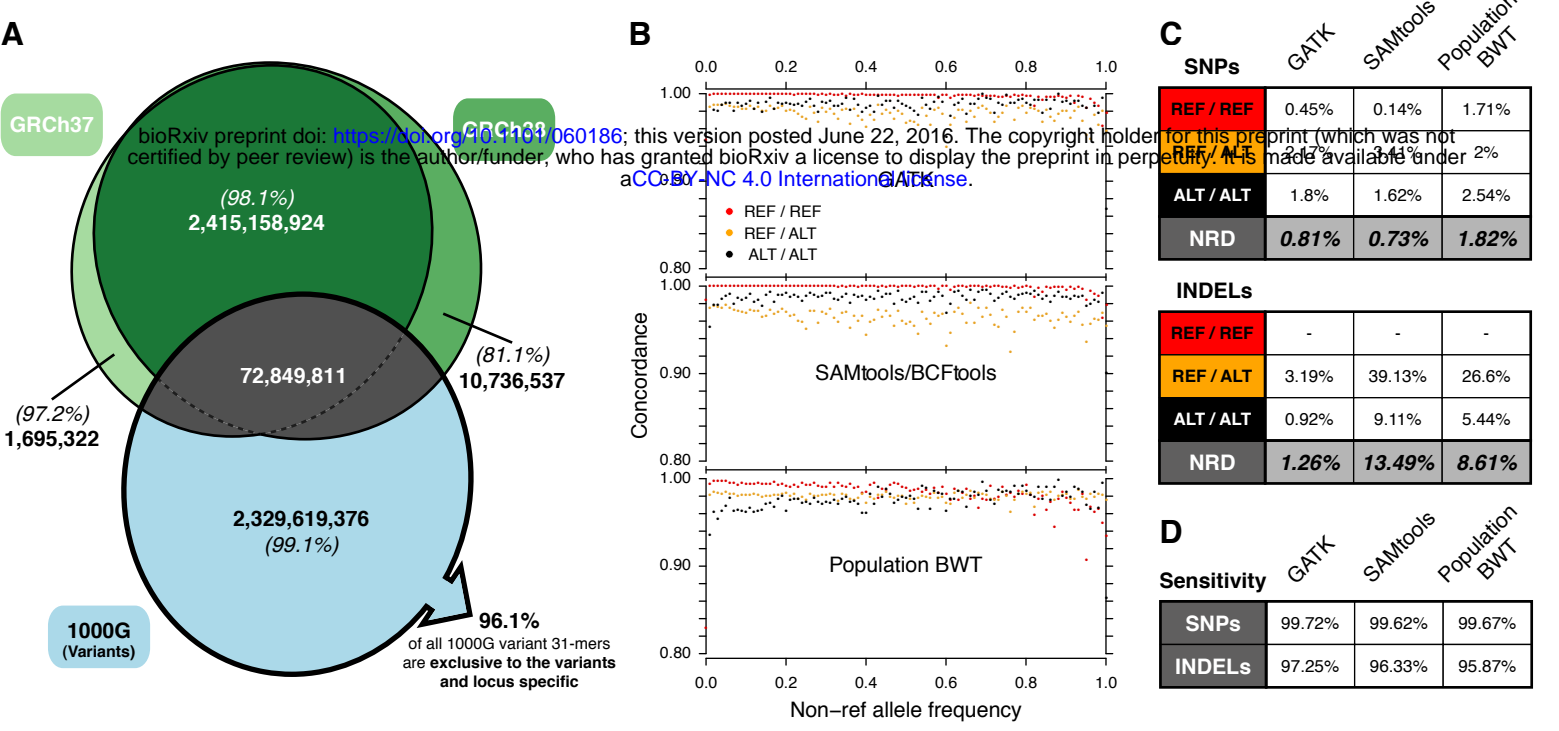 A
GRCh37
GRCh38
(98.1%)
2,415,158,924
72,849,811
(81.1%)
10,736,537
(97.2%)
1,695,322
2,329,619,376
(99.1%)
1000G
(Variants)
96.1%
of all 1000G variant 31-mers
are exclusive to the variants
and locus specific
bioRxiv preprint doi: https://doi.org/10.1101/060186; this version posted June 22, 2016. The copyright holder for this preprint (which was not
certified by peer review) is the author/funder, who has granted bioRxiv a license to display the preprint in perpetuity. It is made available under
aCC-BY-NC 4.0 International license.
B
0.0 0.2 0.4 0.6 0.8 1.0
1.00
0.90
0.80
GATK
REF / REF
REF / ALT
ALT / ALT
1.00
0.90
0.80
SAMtools/BCFtools
1.00
0.90
0.80
Population BWT
0.0 0.2 0.4 0.6 0.8 1.0
Concordance
Non−ref allele frequency
C
SNPs GATK SAMtools Population BWT
REF / REF 0.45% 0.14% 1.71%
REF / ALT 2.17% 3.41% 2%
ALT / ALT 1.8% 1.62% 2.54%
NRD 0.81% 0.73% 1.82%
INDELs
REF / REF - - -
REF / ALT 3.19% 39.13% 26.6%
ALT / ALT 0.92% 9.11% 5.44%
NRD 1.26% 13.49% 8.61%
D
Sensitivity GATK SAMtools Population BWT
SNPs 99.72% 99.62% 99.67%
INDELs 97.25% 96.33% 95.87%